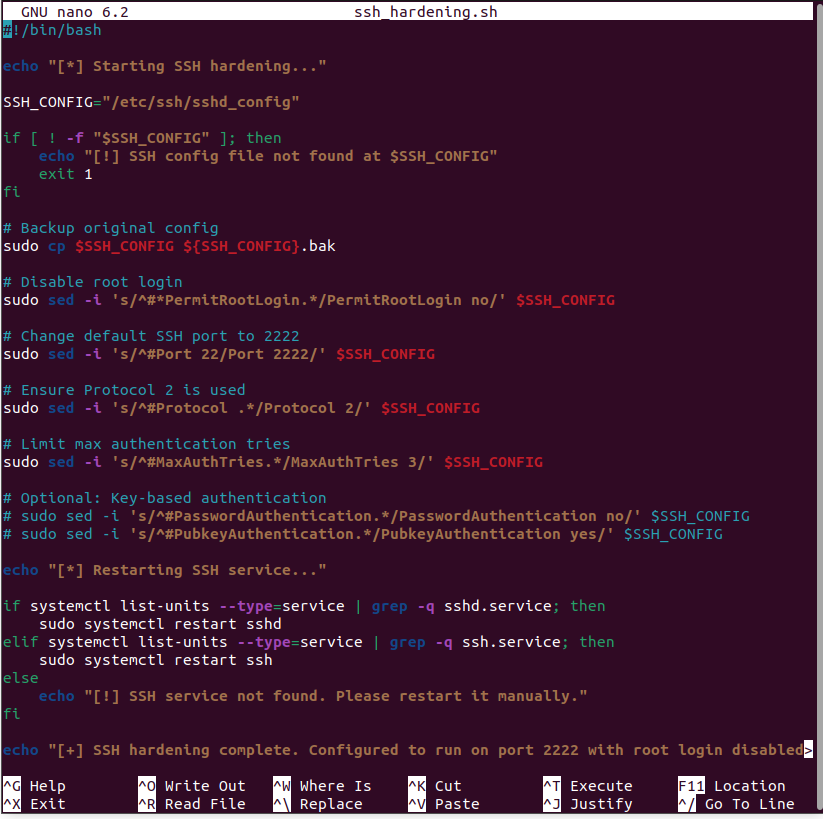 GNU nano 6.2 ssh_hardening.sh
#!/bin/bash
echo "[*] Starting SSH hardening..."
SSH_CONFIG="/etc/ssh/sshd_config"
if [ ! -f "$SSH_CONFIG" ]; then
    echo "[!] SSH config file not found at $SSH_CONFIG"
    exit 1
fi
# Backup original config
sudo cp $SSH_CONFIG ${SSH_CONFIG}.bak
# Disable root login
sudo sed -i 's/^#*PermitRootLogin.*/PermitRootLogin no/' $SSH_CONFIG
# Change default SSH port to 2222
sudo sed -i 's/^#Port 22/Port 2222/' $SSH_CONFIG
# Ensure Protocol 2 is used
sudo sed -i 's/^#Protocol .*/Protocol 2/' $SSH_CONFIG
# Limit max authentication tries
sudo sed -i 's/^#MaxAuthTries.*/MaxAuthTries 3/' $SSH_CONFIG
# Optional: Key-based authentication
# sudo sed -i 's/^#PasswordAuthentication.*/PasswordAuthentication no/' $SSH_CONFIG
# sudo sed -i 's/^#PubkeyAuthentication.*/PubkeyAuthentication yes/' $SSH_CONFIG
echo "[*] Restarting SSH service..."
if systemctl list-units --type=service | grep -q sshd.service; then
    sudo systemctl restart sshd
elif systemctl list-units --type=service | grep -q ssh.service; then
    sudo systemctl restart ssh
else
    echo "[!] SSH service not found. Please restart it manually."
fi
echo "[+] SSH hardening complete. Configured to run on port 2222 with root login disabled>
^G Help ^O Write Out ^W Where Is ^K Cut ^T Execute F11 Location
^X Exit ^R Read File ^\ Replace ^V Paste ^J Justify ^/ Go To Line